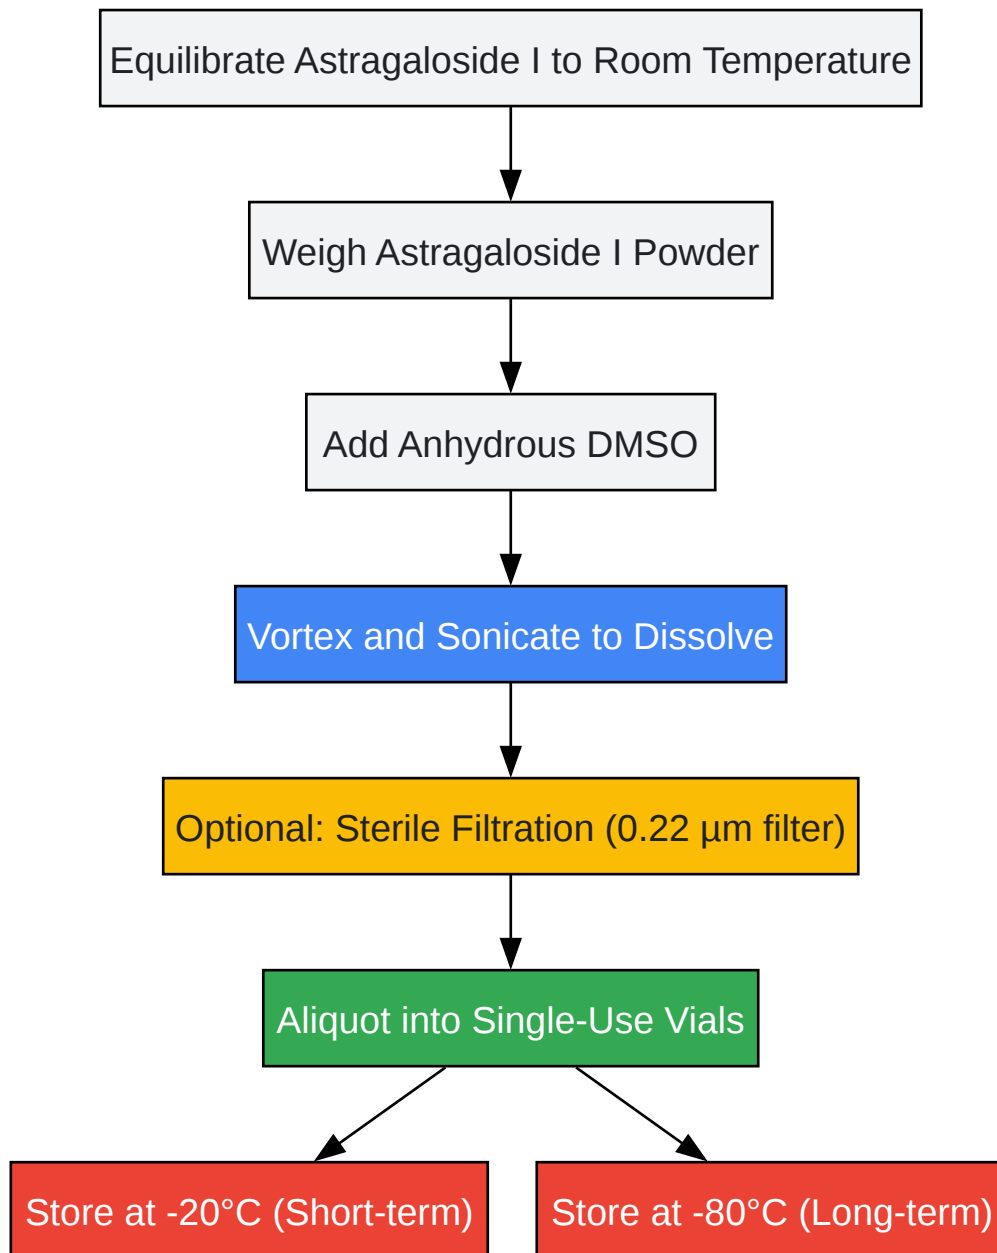 Equilibrate Astragaloside I to Room Temperature
Weigh Astragaloside I Powder
Add Anhydrous DMSO
Vortex and Sonicate to Dissolve
Optional: Sterile Filtration (0.22 µm filter)
Aliquot into Single-Use Vials
Store at -20°C (Short-term)
Store at -80°C (Long-term)